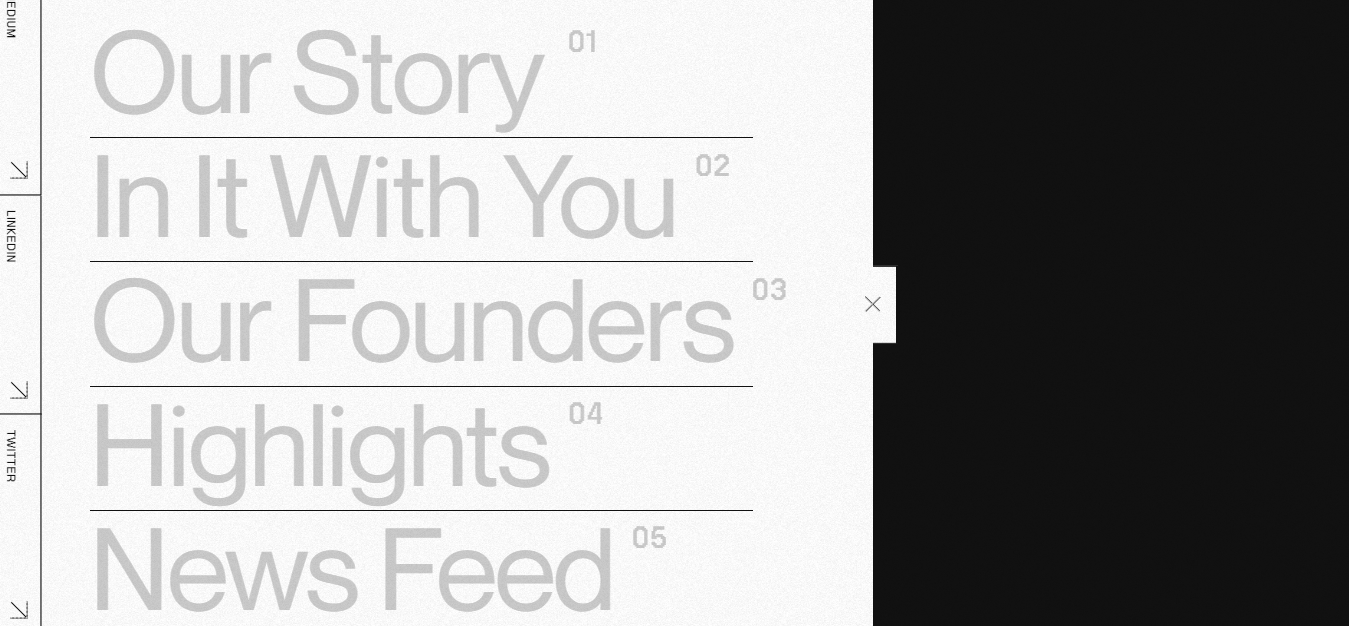 EDIUM
LINKEDIN
TWITTER
Our Story 01
In It With You 02
Our Founders 03
Highlights 04
News Feed 05